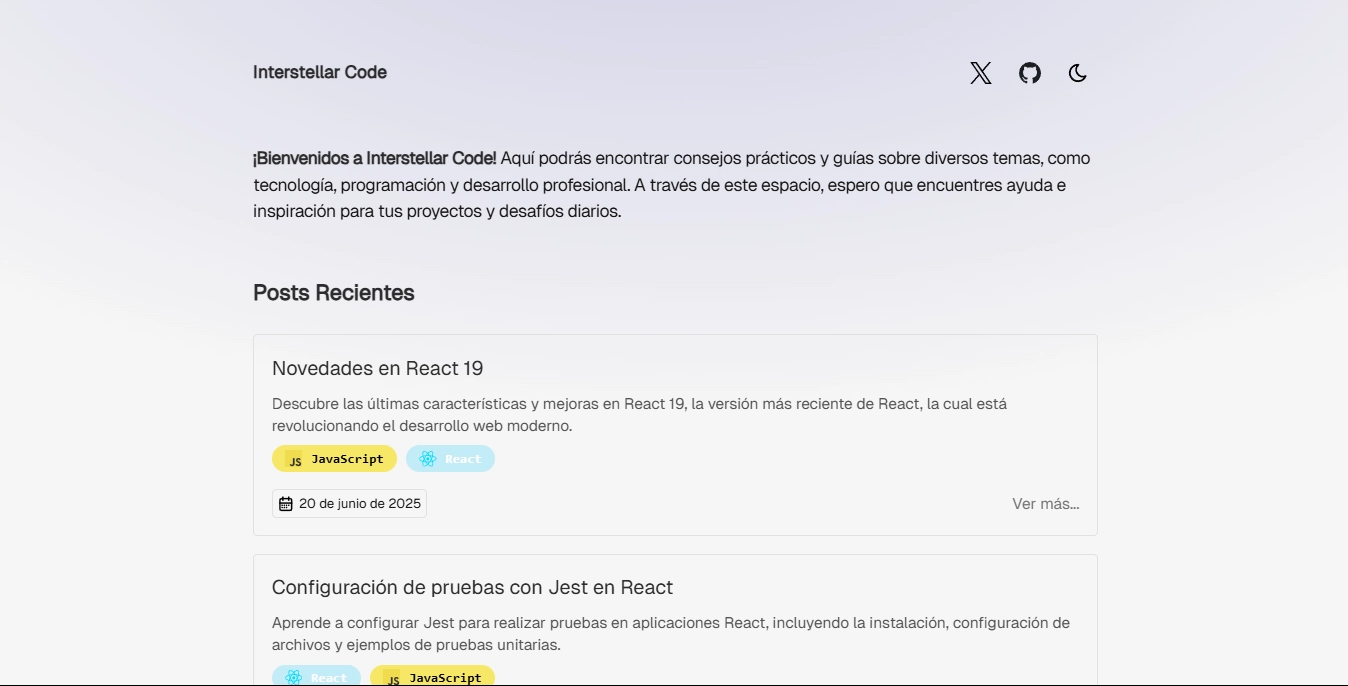 Interstellar Code
¡Bienvenidos a Interstellar Code! Aquí podrás encontrar consejos prácticos y guías sobre diversos temas, como
tecnología, programación y desarrollo profesional. A través de este espacio, espero que encuentres ayuda e
inspiración para tus proyectos y desafíos diarios.
Posts Recientes
Novedades en React 19
Descubre las últimas características y mejoras en React 19, la versión más reciente de React, la cual está
revolucionando el desarrollo web moderno.
JS JavaScript React
20 de junio de 2025 Ver más...
Configuración de pruebas con Jest en React
Aprende a configurar Jest para realizar pruebas en aplicaciones React, incluyendo la instalación, configuración de
archivos y ejemplos de pruebas unitarias.
React JS JavaScript